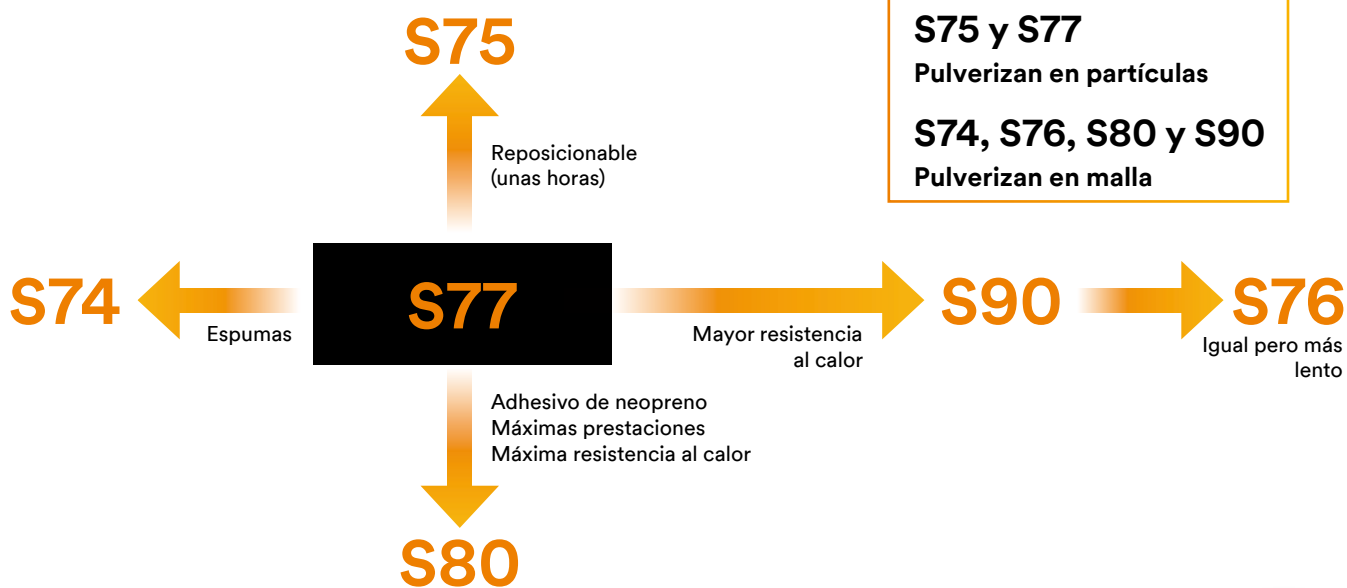 S75
Reposicionable
(unas horas)
S75 y S77
Pulverizan en partículas
S74, S76, S80 y S90
Pulverizan en malla
S74
Espumas
S77
Mayor resistencia
al calor
S90
S76
Igual pero más
lento
Adhesivo de neopreno
Máximas prestaciones
Máxima resistencia al calor
S80